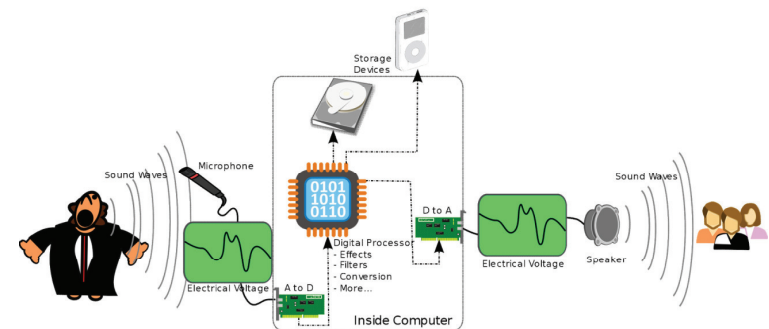 Storage
Devices
Sound Waves
Microphone
0101
1010
0110
D to A
Sound Waves
Digital Processor
- Effects
- Filters
- Conversion
- More...
Electrical Voltage
A to D
Electrical Voltage
Speaker
Inside Computer